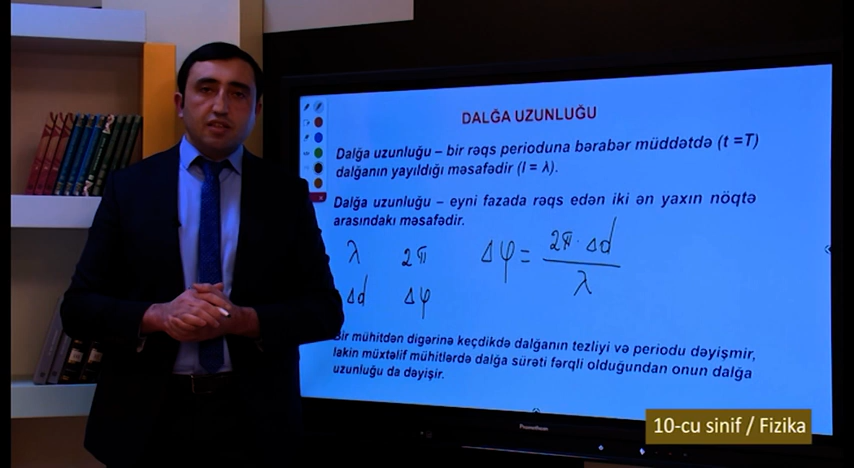 DALĞA UZUNLUĞU
Dalğa uzunluğu – bir rəqs perioduna bərabər müddətdə (t =T)
dalğanın yayıldığı məsafədir (l = λ).
Dalğa uzunluğu – eyni fazada rəqs edən iki ən yaxın nöqtə
arasındakı məsafədir.
λ 2π Δφ = 2π · Δd / λ
Δd Δφ
Bir mühitdən digərinə keçdikdə dalğanın tezliyi və periodu dəyişmir,
lakin müxtəlif mühitlərdə dalğa sürəti fərqli olduğundan onun dalğa
uzunluğu da dəyişir.
Promethean
10-cu sinif / Fizika